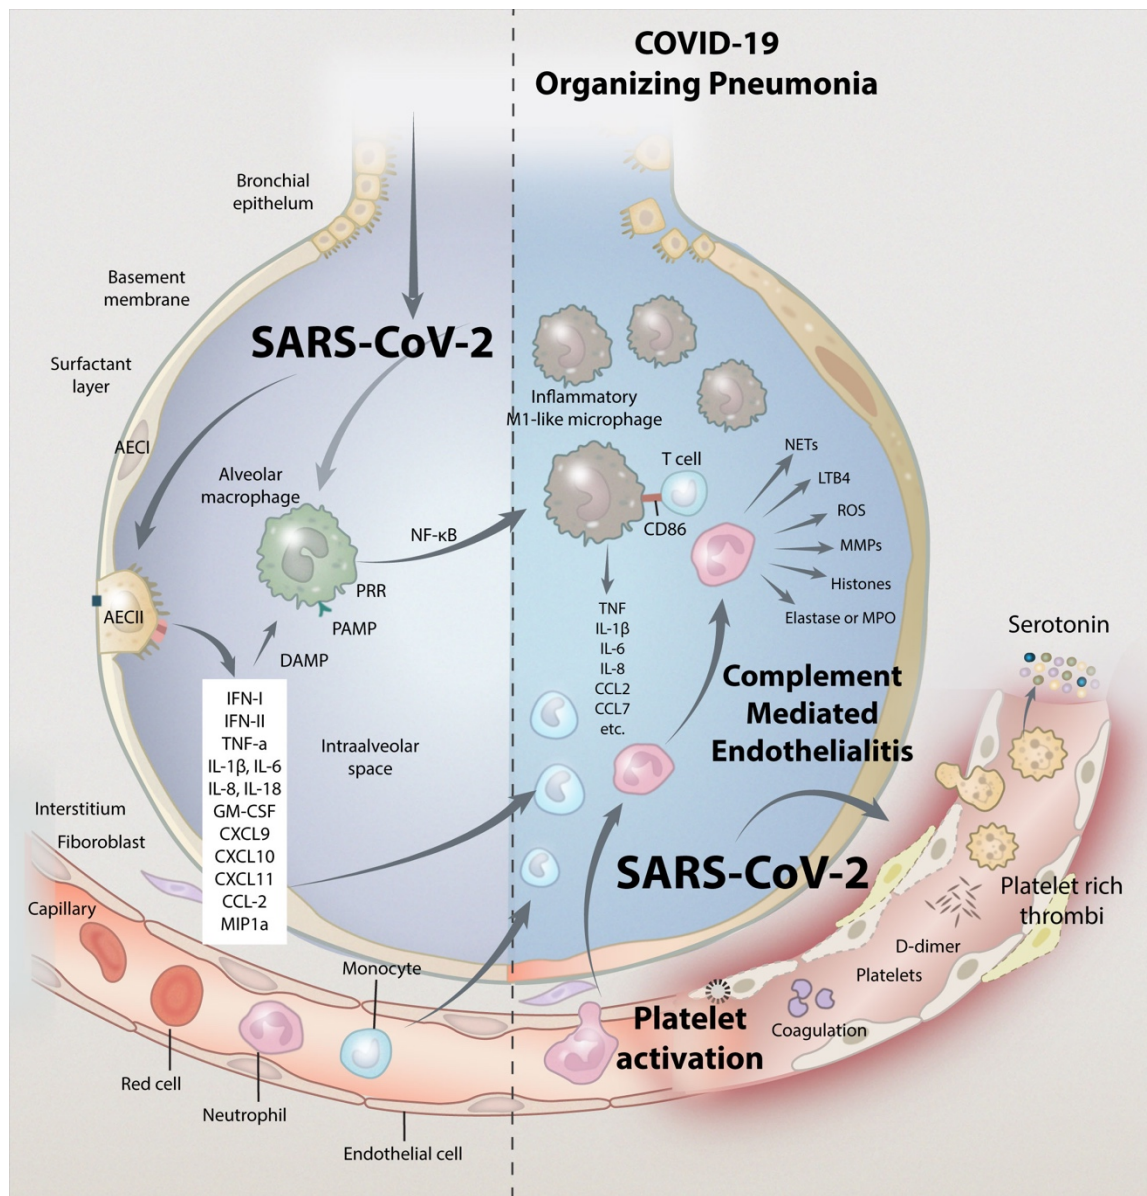 COVID-19
Organizing Pneumonia
Bronchial
epithelum
Basement
membrane
SARS-CoV-2
Surfactant
layer
AECI
Alveolar
macrophage
NF-κB
PRR
PAMP
DAMP
AECII
IFN-I
IFN-II
TNF-a
IL-1β, IL-6
IL-8, IL-18
GM-CSF
CXCL9
CXCL10
CXCL11
CCL-2
MIP1a
Intraalveolar
space
Interstitium
Fiboroblast
Capillary
Red cell
Neutrophil
Monocyte
Endothelial cell
Inflammatory
M1-like microphage
T cell
CD86
NETs
LTB4
ROS
MMPs
Histones
Elastase or MPO
TNF
IL-1β
IL-6
IL-8
CCL2
CCL7
etc.
Complement
Mediated
Endothelialitis
SARS-CoV-2
Serotonin
Platelet rich
thrombi
D-dimer
Platelets
Coagulation
Platelet
activation